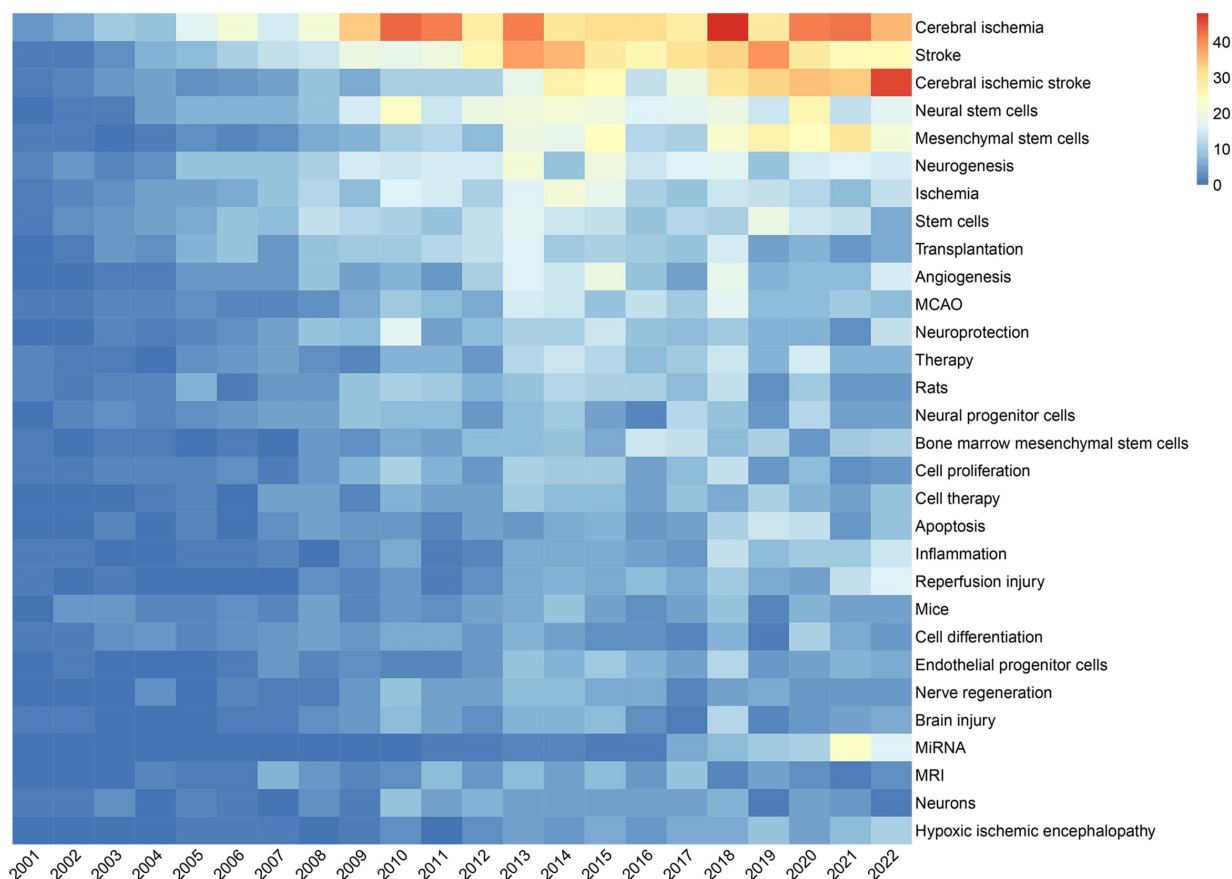 Cerebral ischemia
Stroke
Cerebral ischemic stroke
Neural stem cells
Mesenchymal stem cells
Neurogenesis
Ischemia
Stem cells
Transplantation
Angiogenesis
MCAO
Neuroprotection
Therapy
Rats
Neural progenitor cells
Bone marrow mesenchymal stem cells
Cell proliferation
Cell therapy
Apoptosis
Inflammation
Reperfusion injury
Mice
Cell differentiation
Endothelial progenitor cells
Nerve regeneration
Brain injury
MiRNA
MRI
Neurons
Hypoxic ischemic encephalopathy
40
30
20
10
0
2001 2002 2003 2004 2005 2006 2007 2008 2009 2010 2011 2012 2013 2014 2015 2016 2017 2018 2019 2020 2021 2022